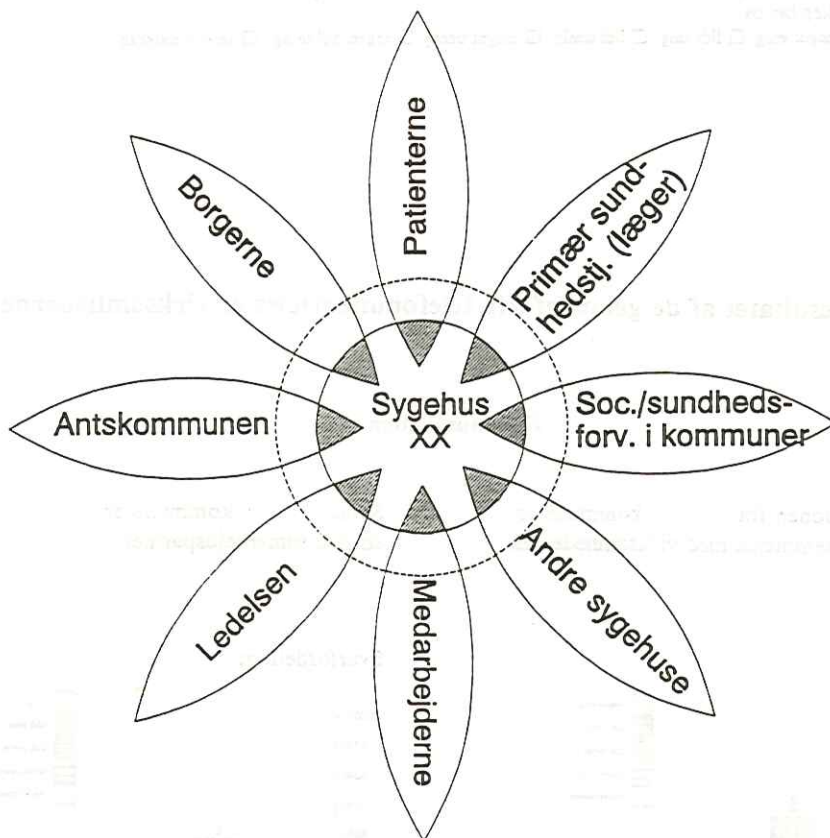 Patienterne
Primær sund-
hedstj. (læger)
Soc./sundheds-
forv. i kommuner
Andre sygehuse
Medarbejderne
Ledelsen
Antskommunen
Borgerne
Sygehus
XX